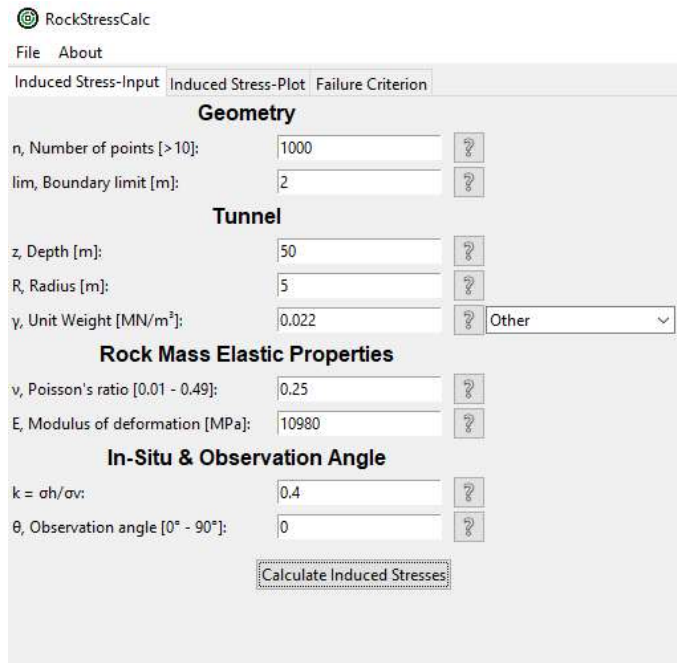 RockStressCalc
File About
Induced Stress-Input Induced Stress-Plot Failure Criterion
Geometry
n, Number of points [>10]: 1000 ?
lim, Boundary limit [m]: 2 ?
Tunnel
z, Depth [m]: 50 ?
R, Radius [m]: 5 ?
γ, Unit Weight [MN/m³]: 0.022 ? Other
Rock Mass Elastic Properties
ν, Poisson's ratio [0.01 - 0.49]: 0.25 ?
E, Modulus of deformation [MPa]: 10980 ?
In-Situ & Observation Angle
k = σh/σv: 0.4 ?
θ, Observation angle [0° - 90°]: 0 ?
Calculate Induced Stresses